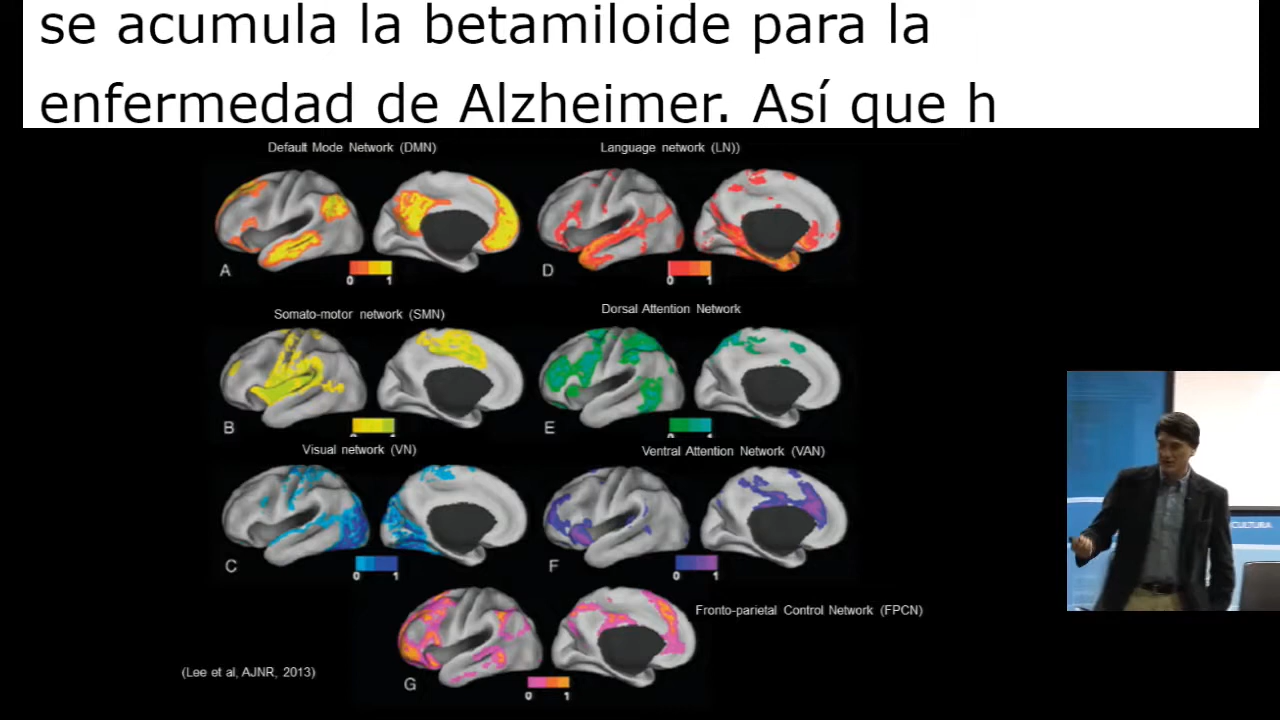 se acumula la betamiloide para la
enfermedad de Alzheimer. Así que h
Default Mode Network (DMN)
Language network (LN))
A
0 1
D
0 1
Somato-motor network (SMN)
Dorsal Attention Network
B
E
Visual network (VN)
Ventral Attention Network (VAN)
C
0 1
F
0 1
Fronto-parietal Control Network (FPCN)
(Lee et al, AJNR, 2013)
G
0 1
CULTURA